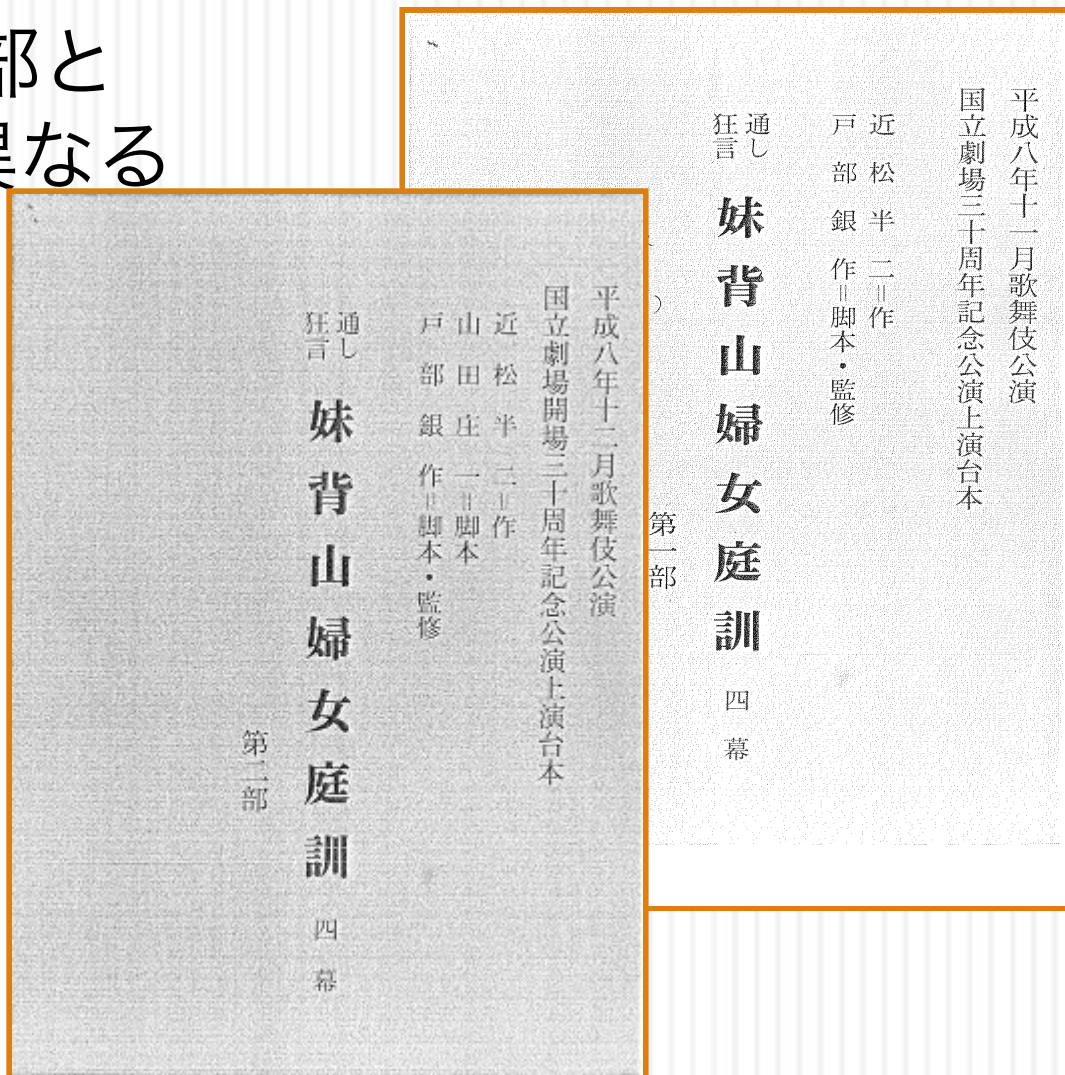 部と
異なる
平成八年十一月歌舞伎公演
国立劇場三十周年記念公演上演台本
近松半二=作
戸部銀作=脚本・監修
通し
狂言
妹背山婦女庭訓 四幕
第一部
平成八年十二月歌舞伎公演
国立劇場開場三十周年記念公演上演台本
近松半二=作
山田庄一=脚本
戸部銀作=脚本・監修
通し
狂言
妹背山婦女庭訓 四幕
第二部